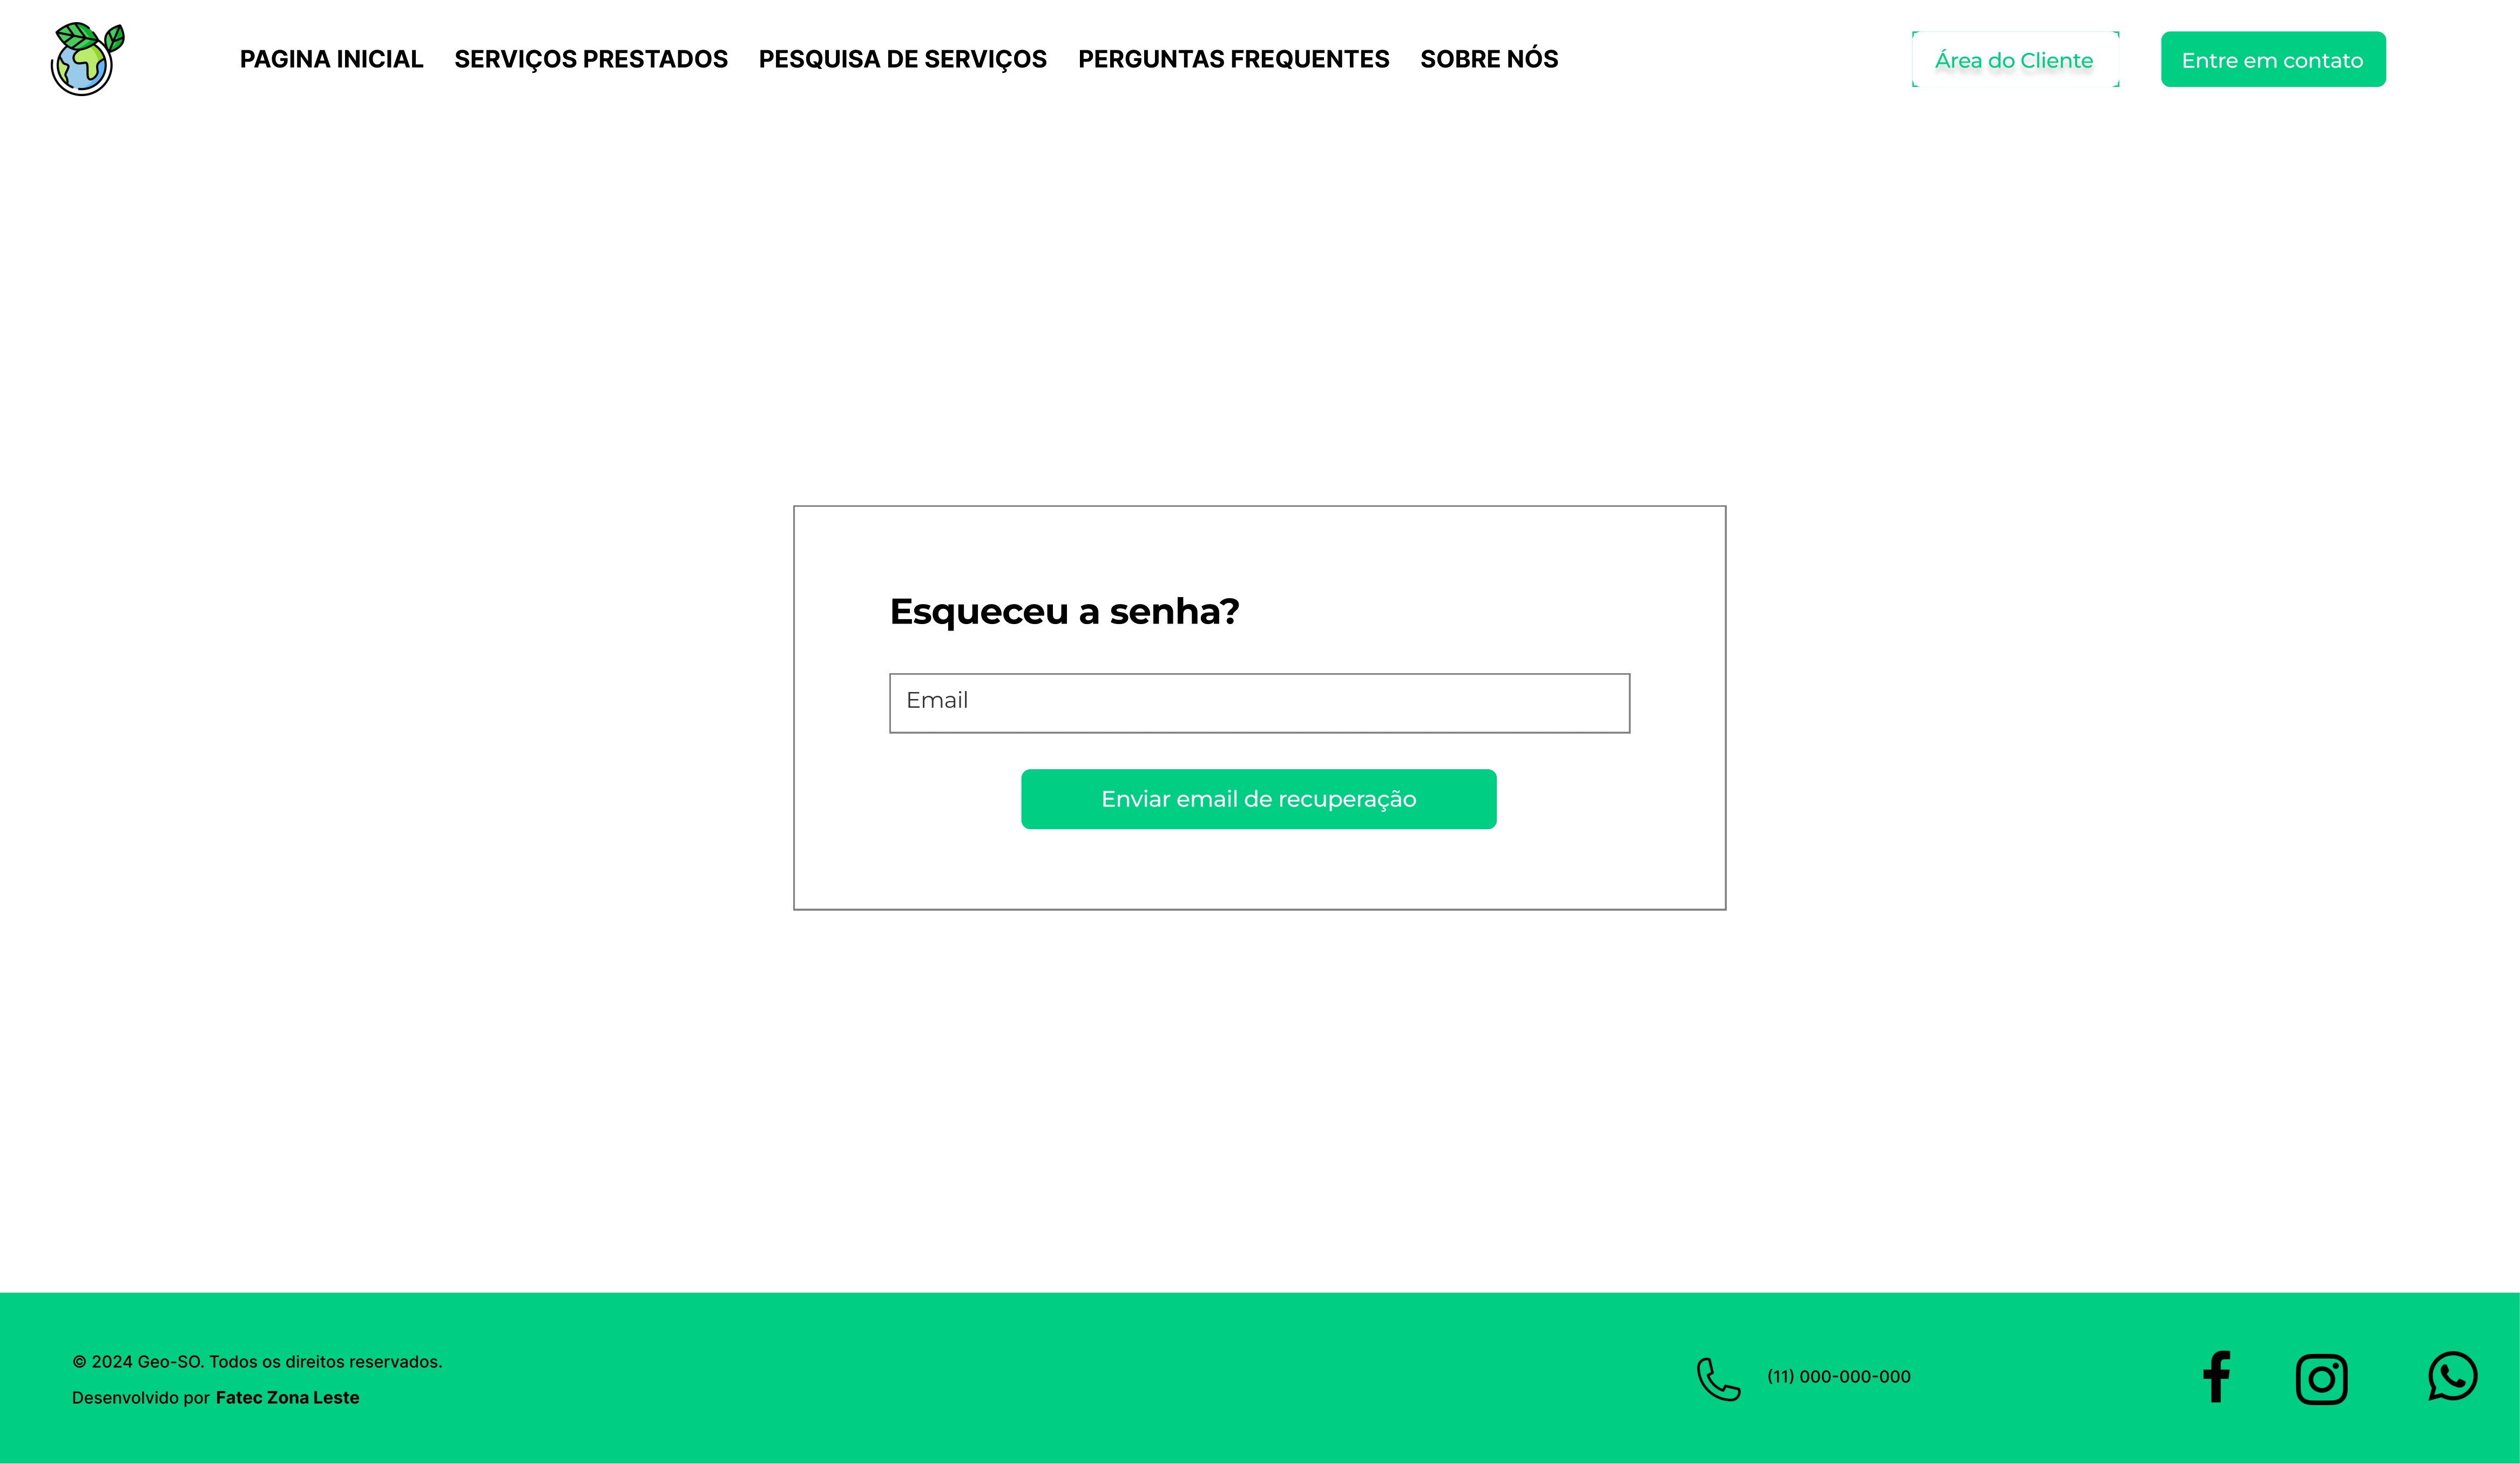 PAGINA INICIAL SERVIÇOS PRESTADOS PESQUISA DE SERVIÇOS PERGUNTAS FREQUENTES SOBRE NÓS Área do Cliente Entre em contato
Esqueceu a senha?
Email
Enviar email de recuperação
© 2024 Geo-SO. Todos os direitos reservados.
Desenvolvido por Fatec Zona Leste
(11) 000-000-000